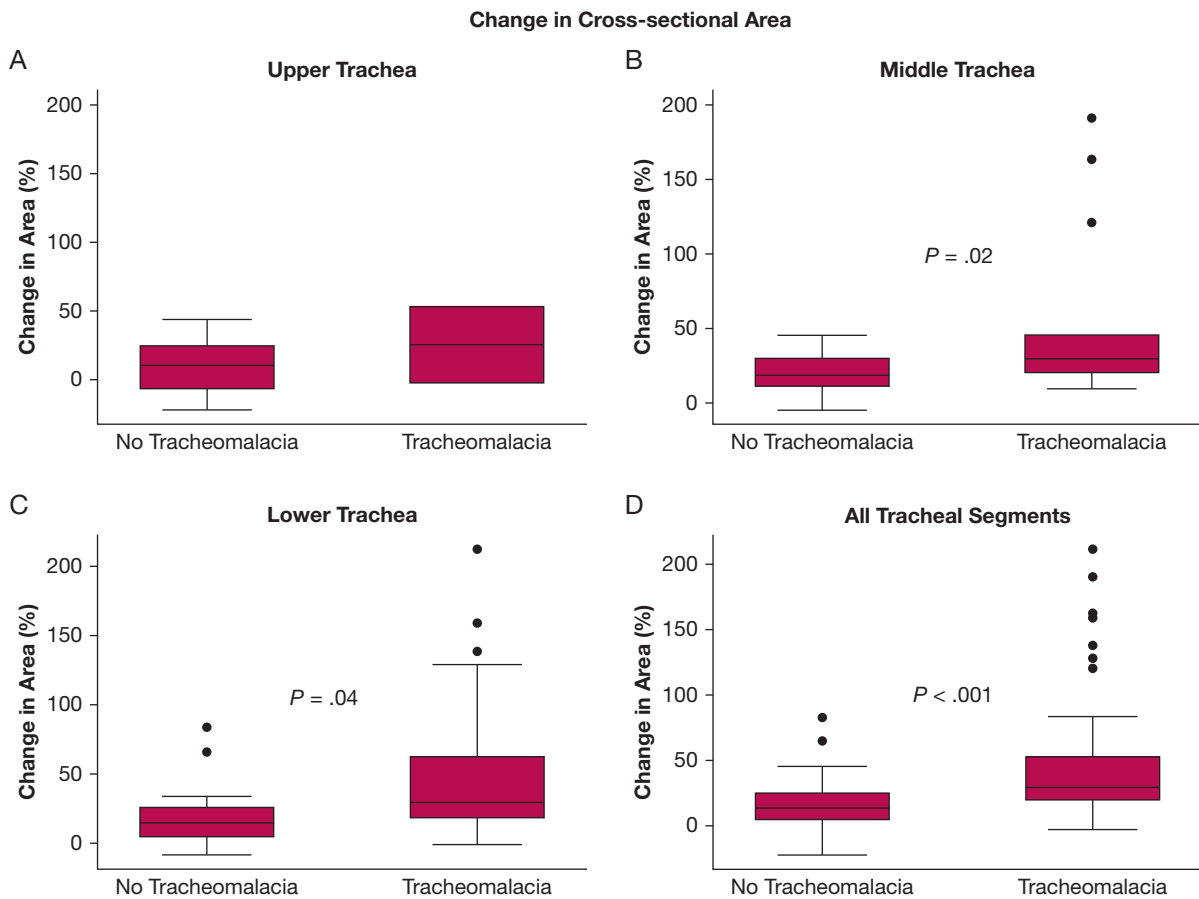 Change in Cross-sectional Area
A
Upper Trachea
Change in Area (%)
200
150
100
50
0
No Tracheomalacia
Tracheomalacia
B
Middle Trachea
Change in Area (%)
200
150
100
50
0
P = .02
No Tracheomalacia
Tracheomalacia
C
Lower Trachea
Change in Area (%)
200
150
100
50
0
P = .04
No Tracheomalacia
Tracheomalacia
D
All Tracheal Segments
Change in Area (%)
200
150
100
50
0
P < .001
No Tracheomalacia
Tracheomalacia